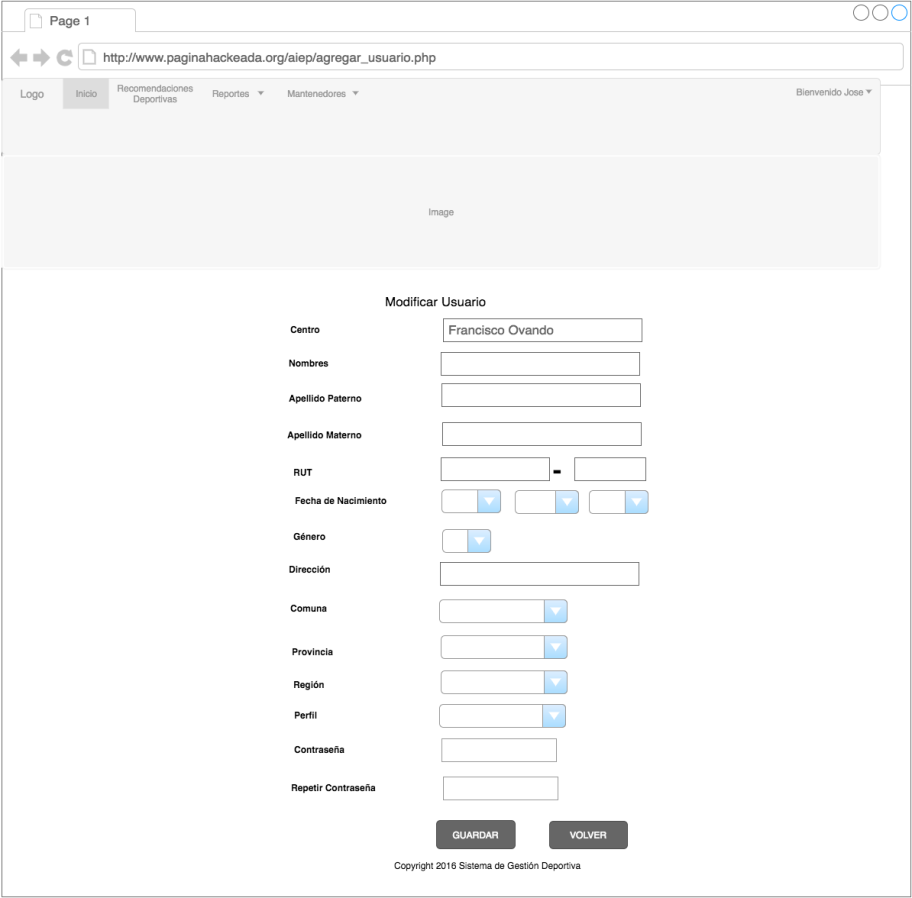 Page 1
http://www.paginahackeada.org/aiep/agregar_usuario.php
Logo
Inicio
Recomendaciones
Deportivas
Reportes
Mantenedores
Bienvenido Jose
Image
Modificar Usuario
Centro
Francisco Ovando
Nombres
Apellido Paterno
Apellido Materno
RUT -
Fecha de Nacimiento
Género
Dirección
Comuna
Provincia
Región
Perfil
Contraseña
Repetir Contraseña
GUARDAR
VOLVER
Copyright 2016 Sistema de Gestión Deportiva